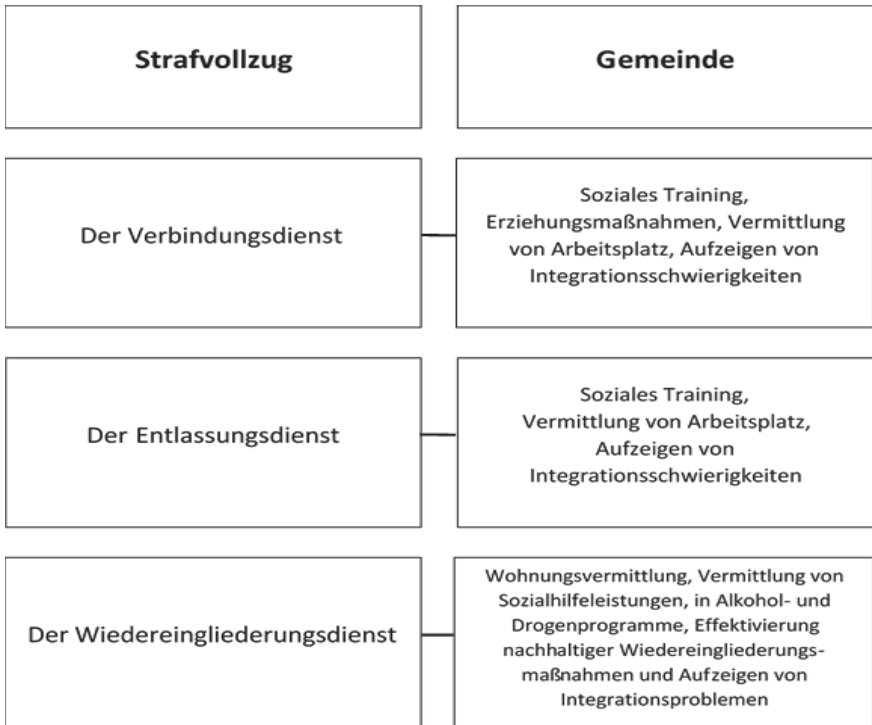 Strafvollzug
Gemeinde
Der Verbindungsdienst
Soziales Training,
Erziehungsmaßnahmen, Vermittlung
von Arbeitsplatz, Aufzeigen von
Integrationsschwierigkeiten
Der Entlassungsdienst
Soziales Training,
Vermittlung von Arbeitsplatz,
Aufzeigen von
Integrationsschwierigkeiten
Der Wiedereingliederungsdienst
Wohnungsvermittlung, Vermittlung von
Sozialhilfeleistungen, in Alkohol- und
Drogenprogramme, Effektivierung
nachhaltiger Wiedereingliederungs-
maßnahmen und Aufzeigen von
Integrationsproblemen